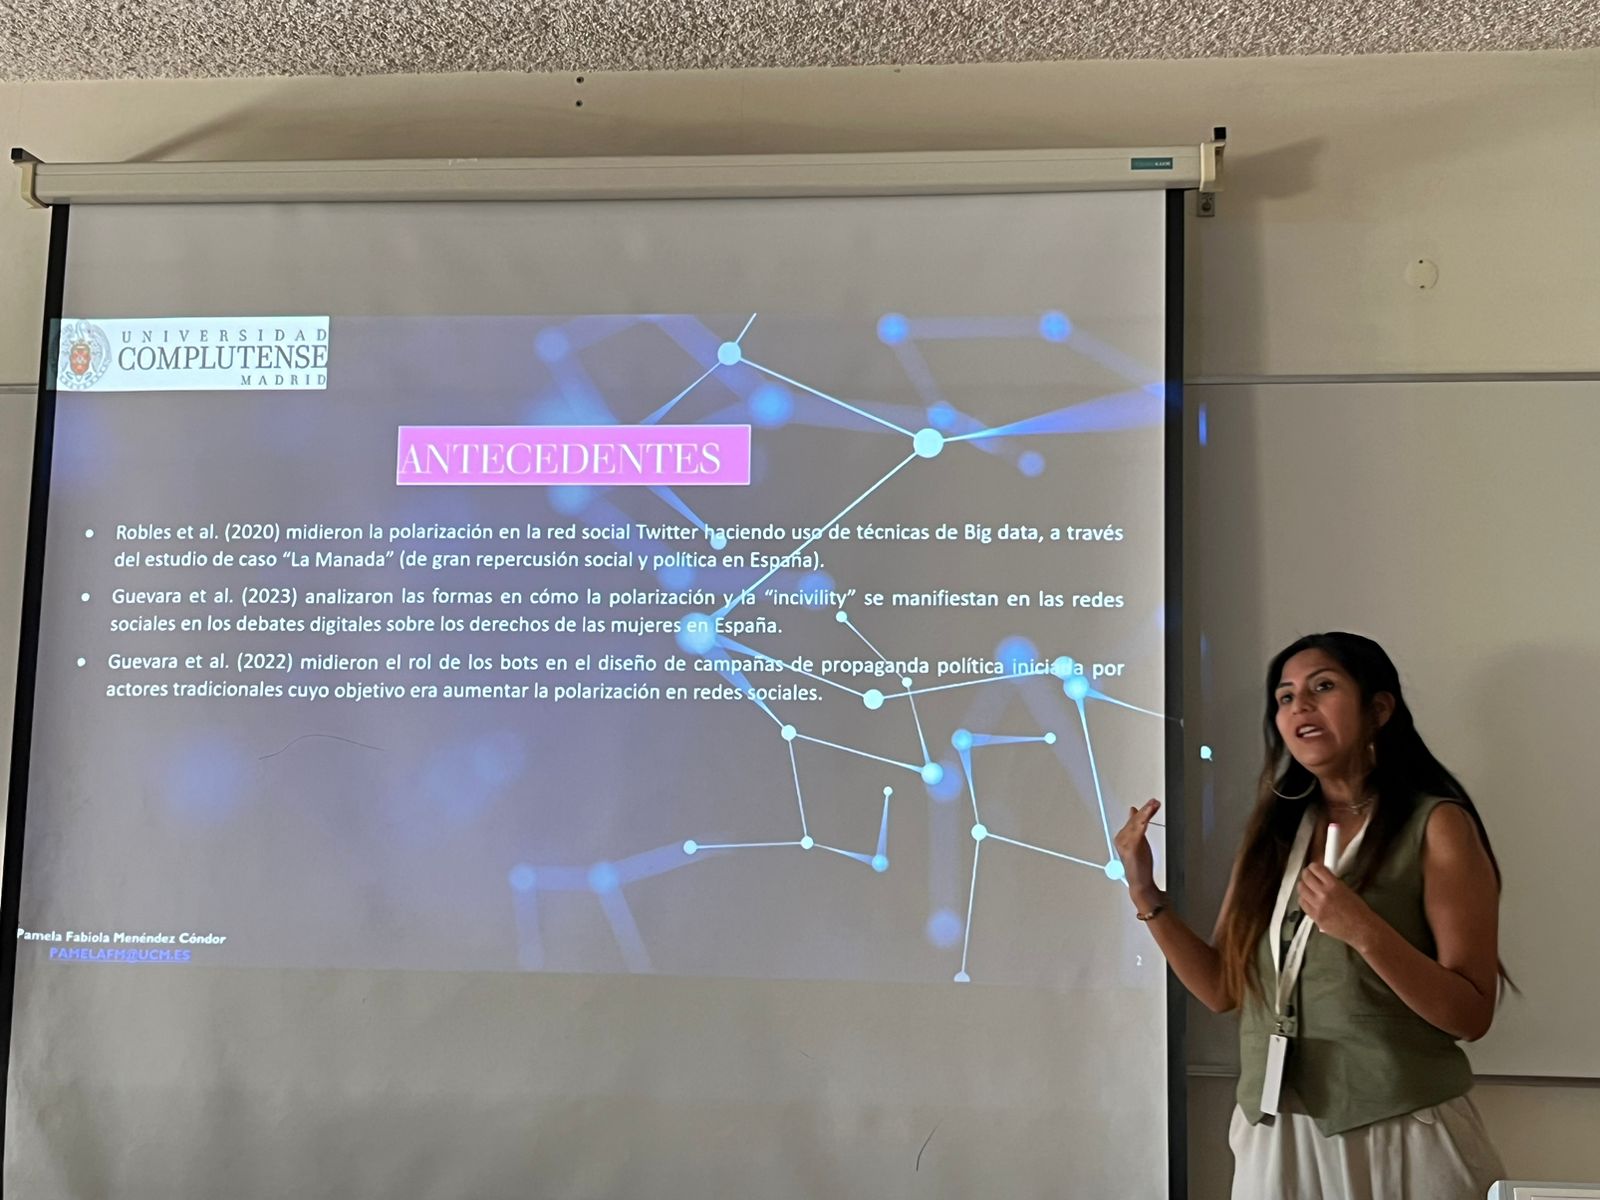 UNIVERSIDAD
COMPLUTENSE
MADRID
ANTECEDENTES
• Robles et al. (2020) midieron la polarización en la red social Twitter haciendo uso de técnicas de Big data, a través
del estudio de caso “La Manada” (de gran repercusión social y política en España).
• Guevara et al. (2023) analizaron las formas en cómo la polarización y la “incivility” se manifiestan en las redes
sociales en los debates digitales sobre los derechos de las mujeres en España.
• Guevara et al. (2022) midieron el rol de los bots en el diseño de campañas de propaganda política iniciada por
actores tradicionales cuyo objetivo era aumentar la polarización en redes sociales.
Pamela Fabiola Menéndez Cóndor
PAMELAFM@UCM.ES
2